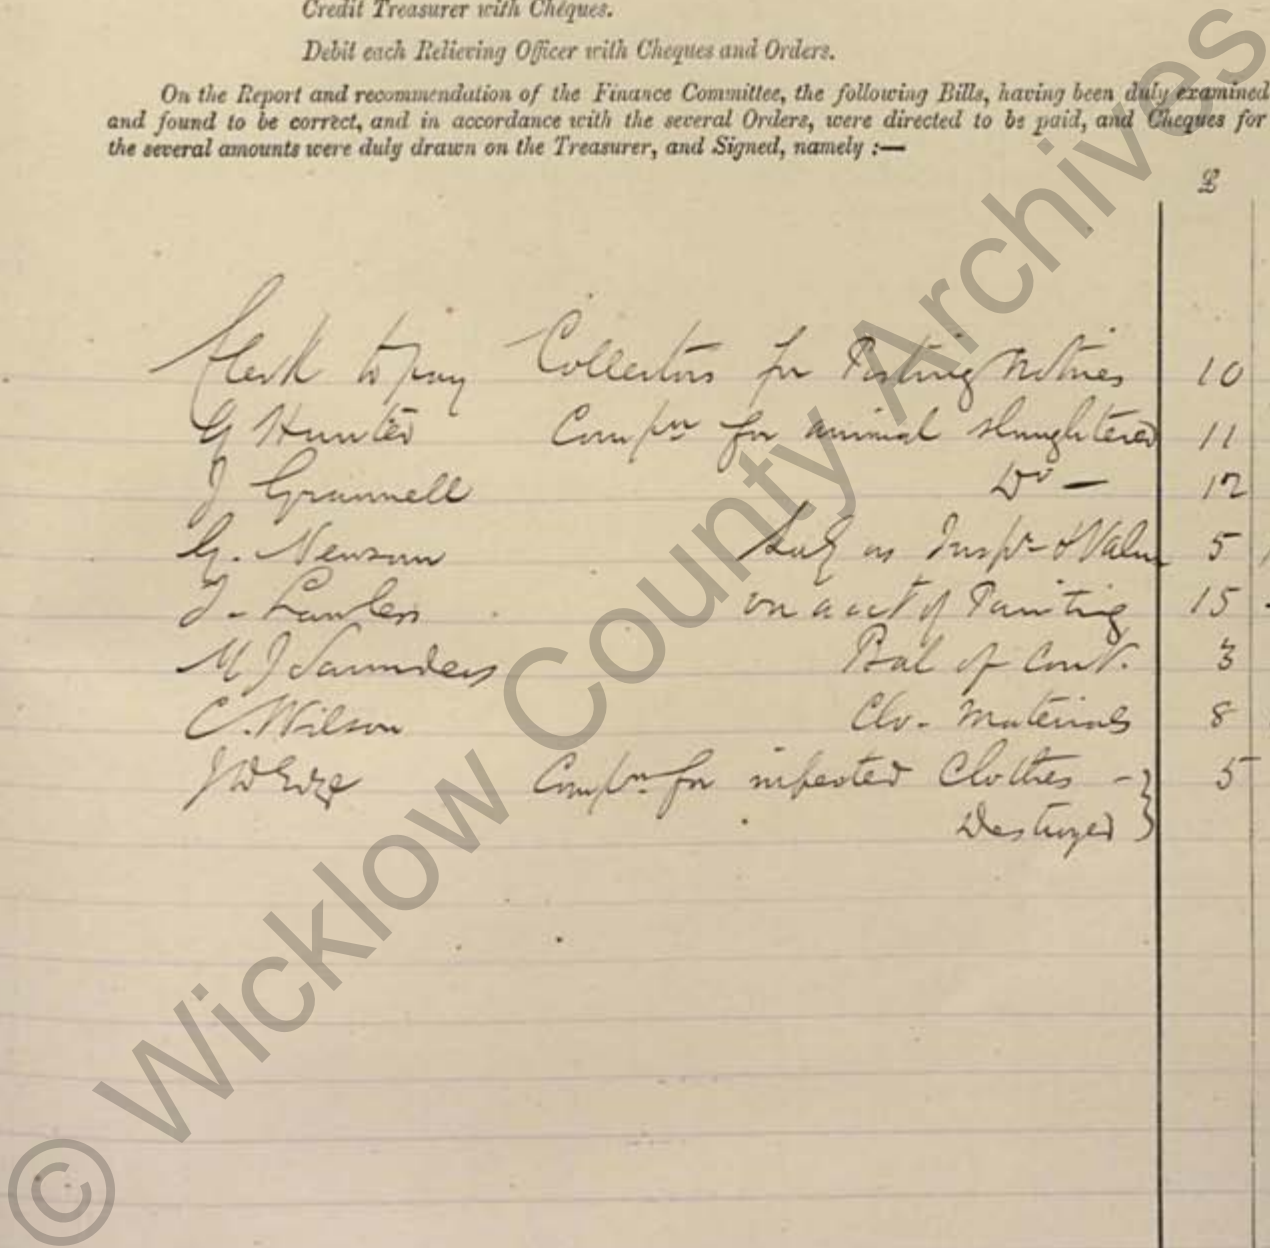 Credit Treasurer with Cheques.
Debit each Relieving Officer with Cheques and Orders.
On the Report and recommendation of the Finance Committee, the following Bills, having been duly examined
and found to be correct, and in accordance with the several Orders, were directed to be paid, and Cheques for
the several amounts were duly drawn on the Treasurer, and Signed, namely :—
£
Clerk to pay Collectors for Posting Notices 10
G Hunter Compn for animal slaughtered 11
J Grannell Do — 12
G. Newsom Saly as Inspr & Valur 5
J. Lawless on acct of Painting 15
M J Saunders Bal of Cont. 3
C. Wilson Clo. Materials 8
J W Compn for infected Clothes - 5
Destroyed }
© Wicklow County Archives